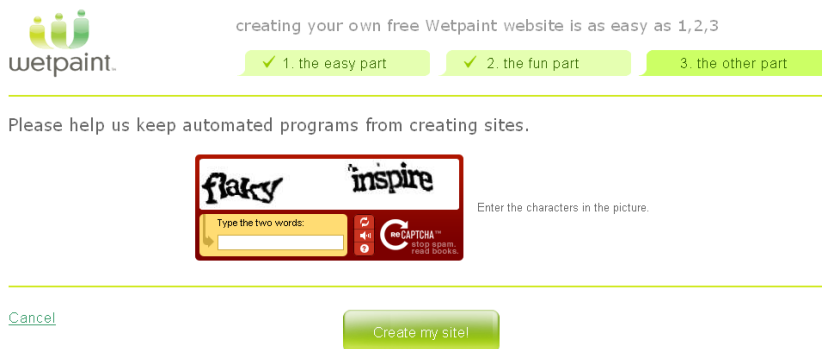 wetpaint
creating your own free Wetpaint website is as easy as 1,2,3
✓ 1. the easy part ✓ 2. the fun part 3. the other part
Please help us keep automated programs from creating sites.
flaky inspire
Type the two words:
reCAPTCHA™
stop spam.
read books.
Enter the characters in the picture.
Cancel
Create my site!